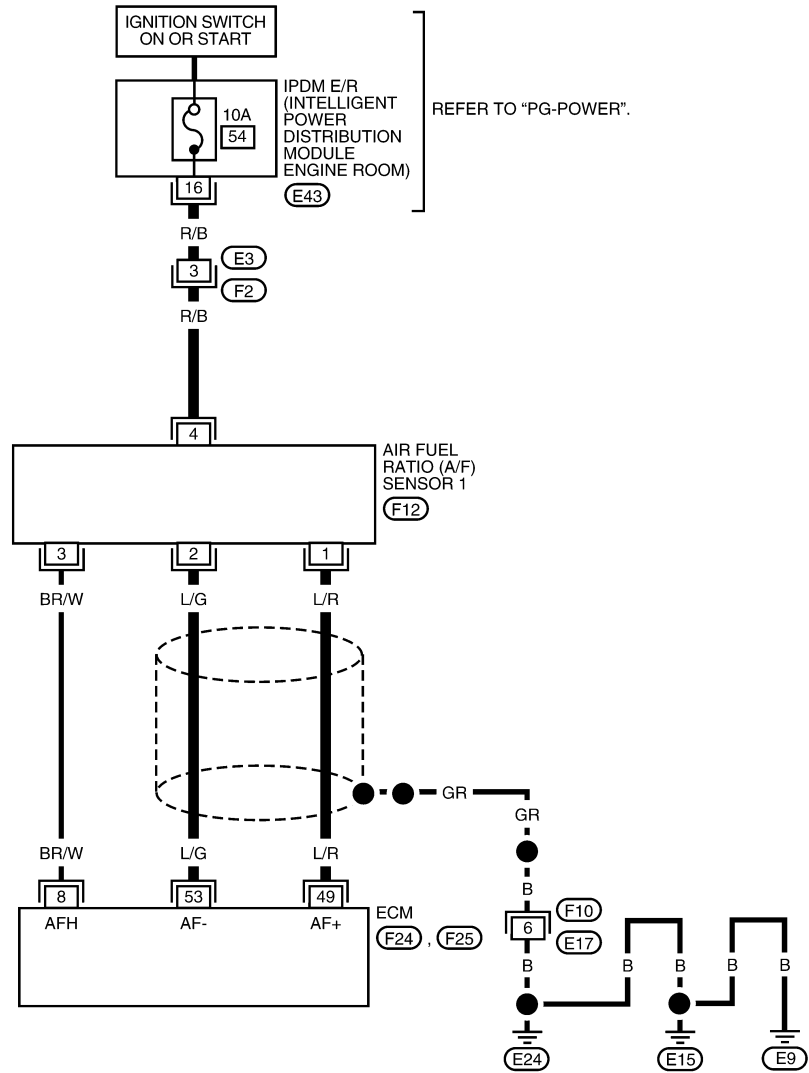 IGNITION SWITCH
ON OR START
IPDM E/R
(INTELLIGENT
POWER
DISTRIBUTION
MODULE
ENGINE ROOM)
10A
54
REFER TO “PG-POWER”.
16
E43
R/B
E3
3
F2
R/B
4
AIR FUEL
RATIO (A/F)
SENSOR 1
F12
3 2 1
BR/W L/G L/R
GR
GR
BR/W L/G L/R
B
8 53 49
AFH AF- AF+
ECM
F24 , F25
F10
6
E17
B B B B B
E24 E15 E9